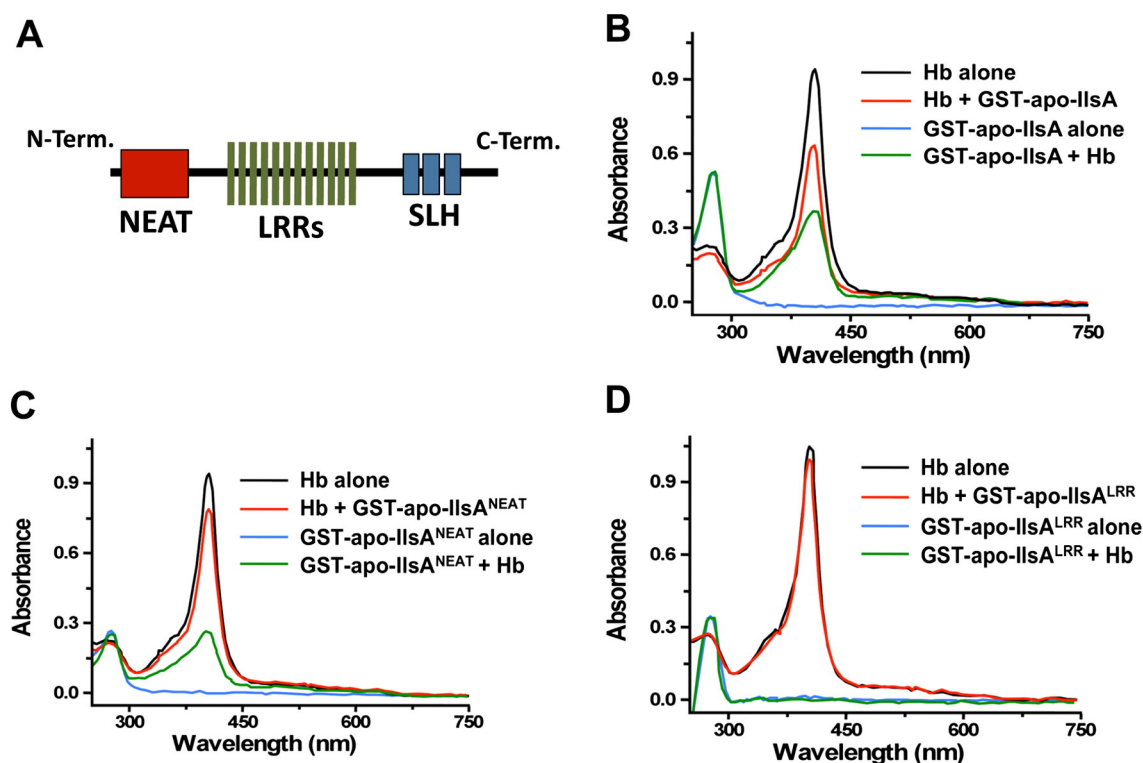 A
N-Term.
C-Term.
NEAT
LRRs
SLH
B
Absorbance
0.9
0.6
0.3
0.0
Hb alone
Hb + GST-apo-IlsA
GST-apo-IlsA alone
GST-apo-IlsA + Hb
300 450 600 750
Wavelength (nm)
C
Absorbance
0.9
0.6
0.3
0.0
Hb alone
Hb + GST-apo-IlsA^NEAT
GST-apo-IlsA^NEAT alone
GST-apo-IlsA^NEAT + Hb
300 450 600 750
Wavelength (nm)
D
Absorbance
0.9
0.6
0.3
0.0
Hb alone
Hb + GST-apo-IlsA^LRR
GST-apo-IlsA^LRR alone
GST-apo-IlsA^LRR + Hb
300 450 600 750
Wavelength (nm)